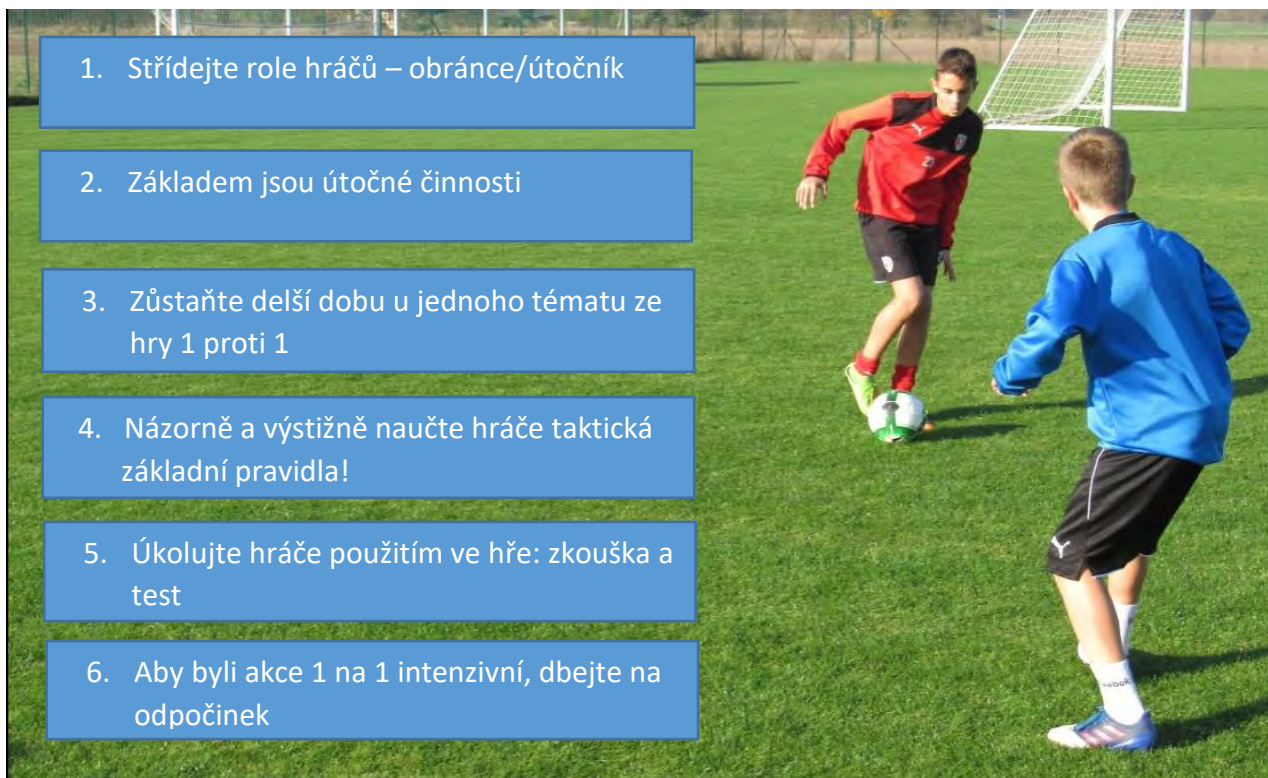 1. Střídejte role hráčů – obránce/útočník
2. Základem jsou útočné činnosti
3. Zůstaňte delší dobu u jednoho tématu ze
hry 1 proti 1
4. Názorně a výstižně naučte hráče taktická
základní pravidla!
5. Úkolujte hráče použitím ve hře: zkouška a
test
6. Aby byli akce 1 na 1 intenzivní, dbejte na
odpočinek